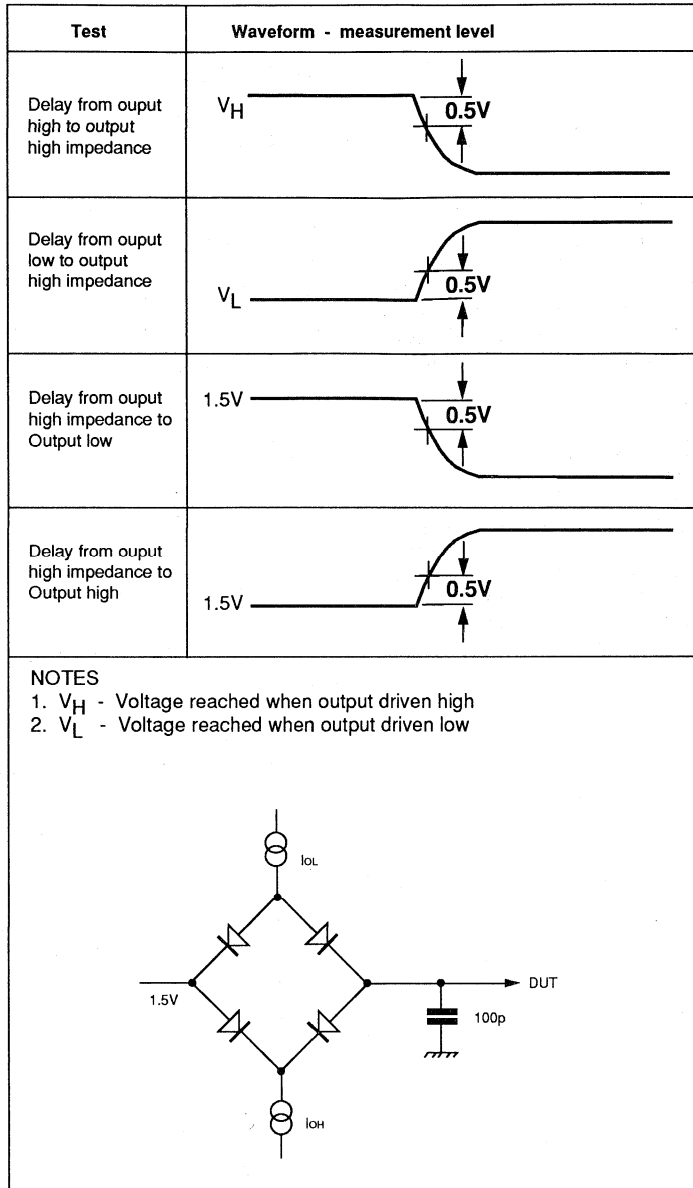 Test
Waveform - measurement level
Delay from ouput
high to output
high impedance
VH
0.5V
Delay from ouput
low to output
high impedance
VL
0.5V
Delay from ouput
high impedance to
Output low
1.5V
0.5V
Delay from ouput
high impedance to
Output high
1.5V
0.5V
NOTES
1. VH - Voltage reached when output driven high
2. VL - Voltage reached when output driven low
IOL
1.5V
DUT
100p
IOH